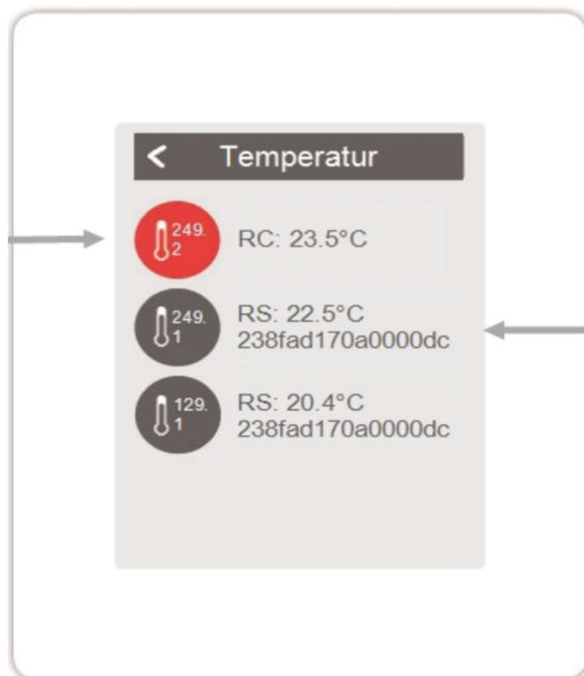 < Temperatur
249.
2
RC: 23.5°C
249.
1
RS: 22.5°C
238fad170a0000dc
129.
1
RS: 20.4°C
238fad170a0000dc